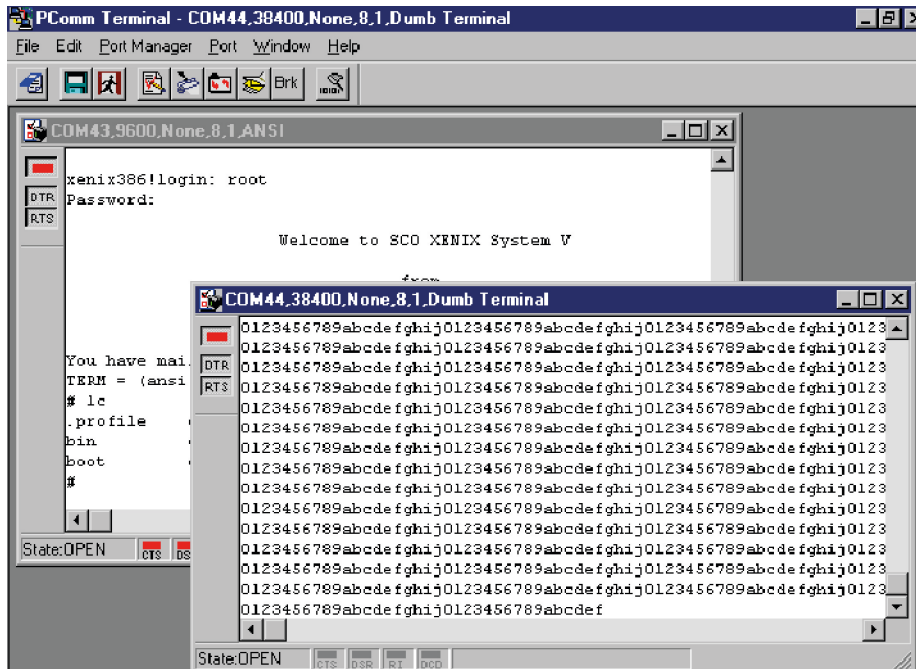 PComm Terminal - COM44,38400,None,8,1,Dumb Terminal
File Edit Port Manager Port Window Help
Brk
COM43,9600,None,8,1,ANSI
DTR
RTS
xenix386!login: root
Password:
Welcome to SCO XENIX System V
from
You have mai
TERM = (ansi
# lc
.profile
bin
boot
#
State:OPEN CTS DS
COM44,38400,None,8,1,Dumb Terminal
DTR
RTS
0123456789abcdefghij0123456789abcdefghij0123456789abcdefghij0123
0123456789abcdefghij0123456789abcdefghij0123456789abcdefghij0123
0123456789abcdefghij0123456789abcdefghij0123456789abcdefghij0123
0123456789abcdefghij0123456789abcdefghij0123456789abcdefghij0123
0123456789abcdefghij0123456789abcdefghij0123456789abcdefghij0123
0123456789abcdefghij0123456789abcdefghij0123456789abcdefghij0123
0123456789abcdefghij0123456789abcdefghij0123456789abcdefghij0123
0123456789abcdefghij0123456789abcdefghij0123456789abcdefghij0123
0123456789abcdefghij0123456789abcdefghij0123456789abcdefghij0123
0123456789abcdefghij0123456789abcdefghij0123456789abcdefghij0123
0123456789abcdefghij0123456789abcdefghij0123456789abcdefghij0123
0123456789abcdefghij0123456789abcdefghij0123456789abcdefghij0123
0123456789abcdefghij0123456789abcdefghij0123456789abcdefghij0123
0123456789abcdefghij0123456789abcdefghij0123456789abcdefghij0123
0123456789abcdefghij0123456789abcdef
State:OPEN CTS DSR RI DCD